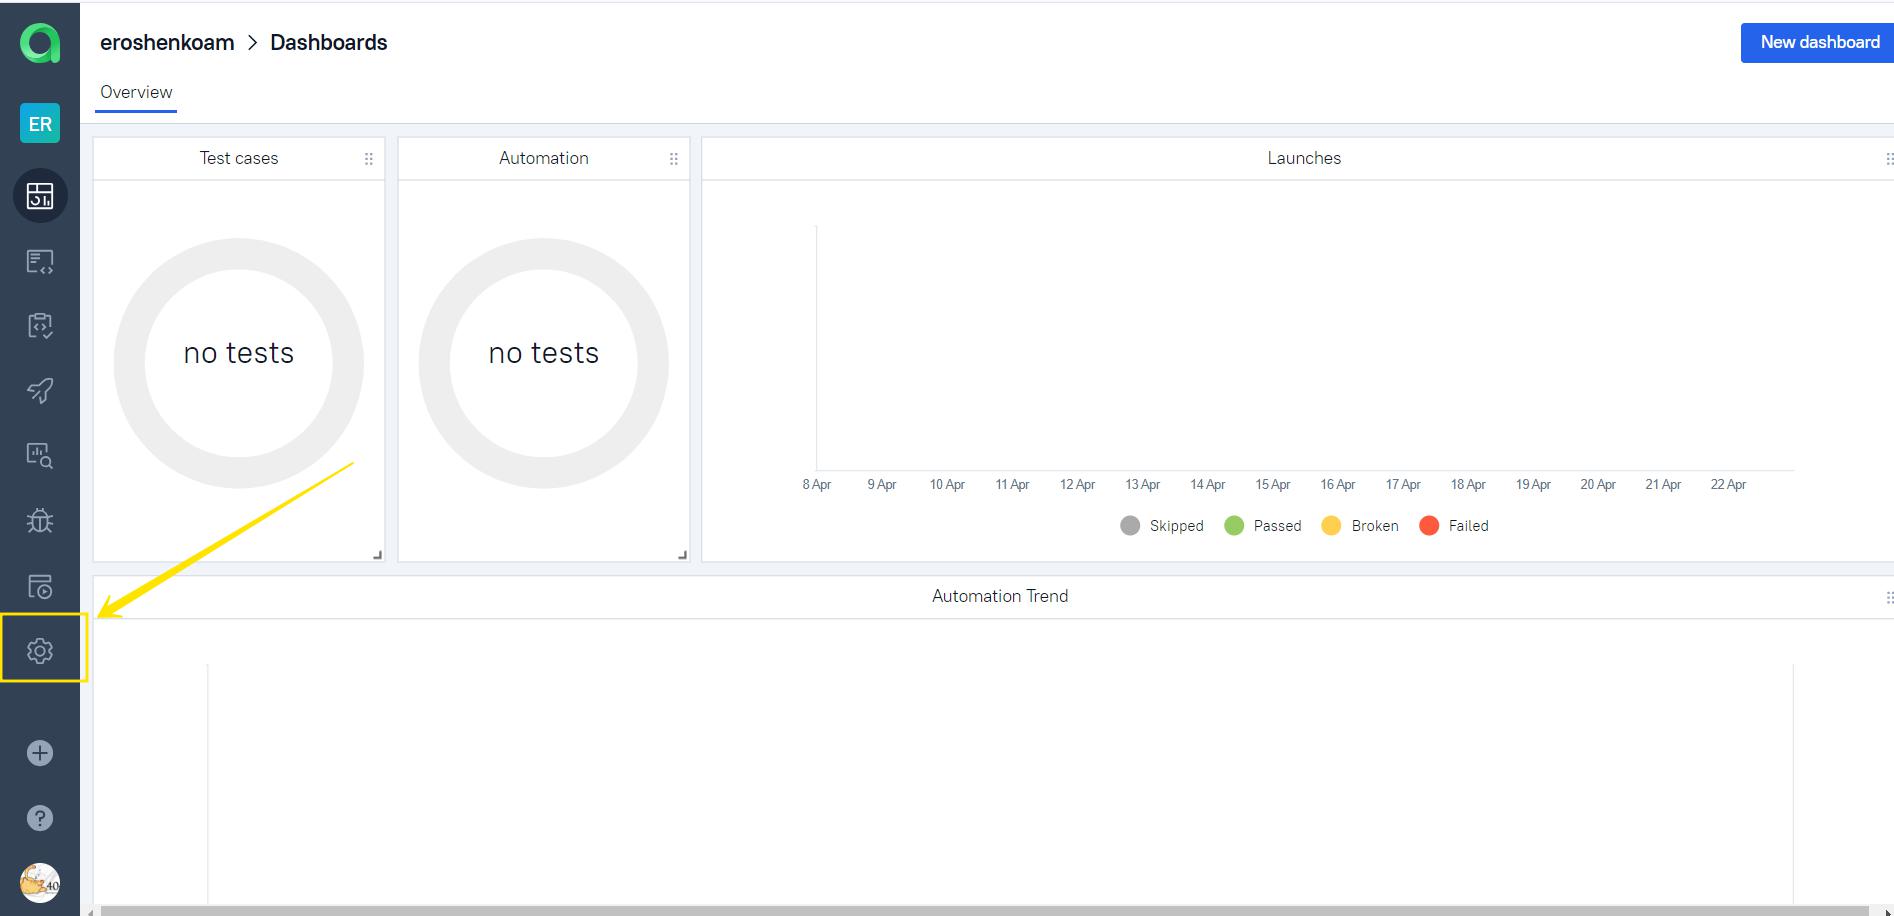 eroshenkoam > Dashboards
New dashboard
Overview
ER
Test cases
Automation
Launches
no tests
no tests
8 Apr 9 Apr 10 Apr 11 Apr 12 Apr 13 Apr 14 Apr 15 Apr 16 Apr 17 Apr 18 Apr 19 Apr 20 Apr 21 Apr 22 Apr
Skipped Passed Broken Failed
Automation Trend
?
40